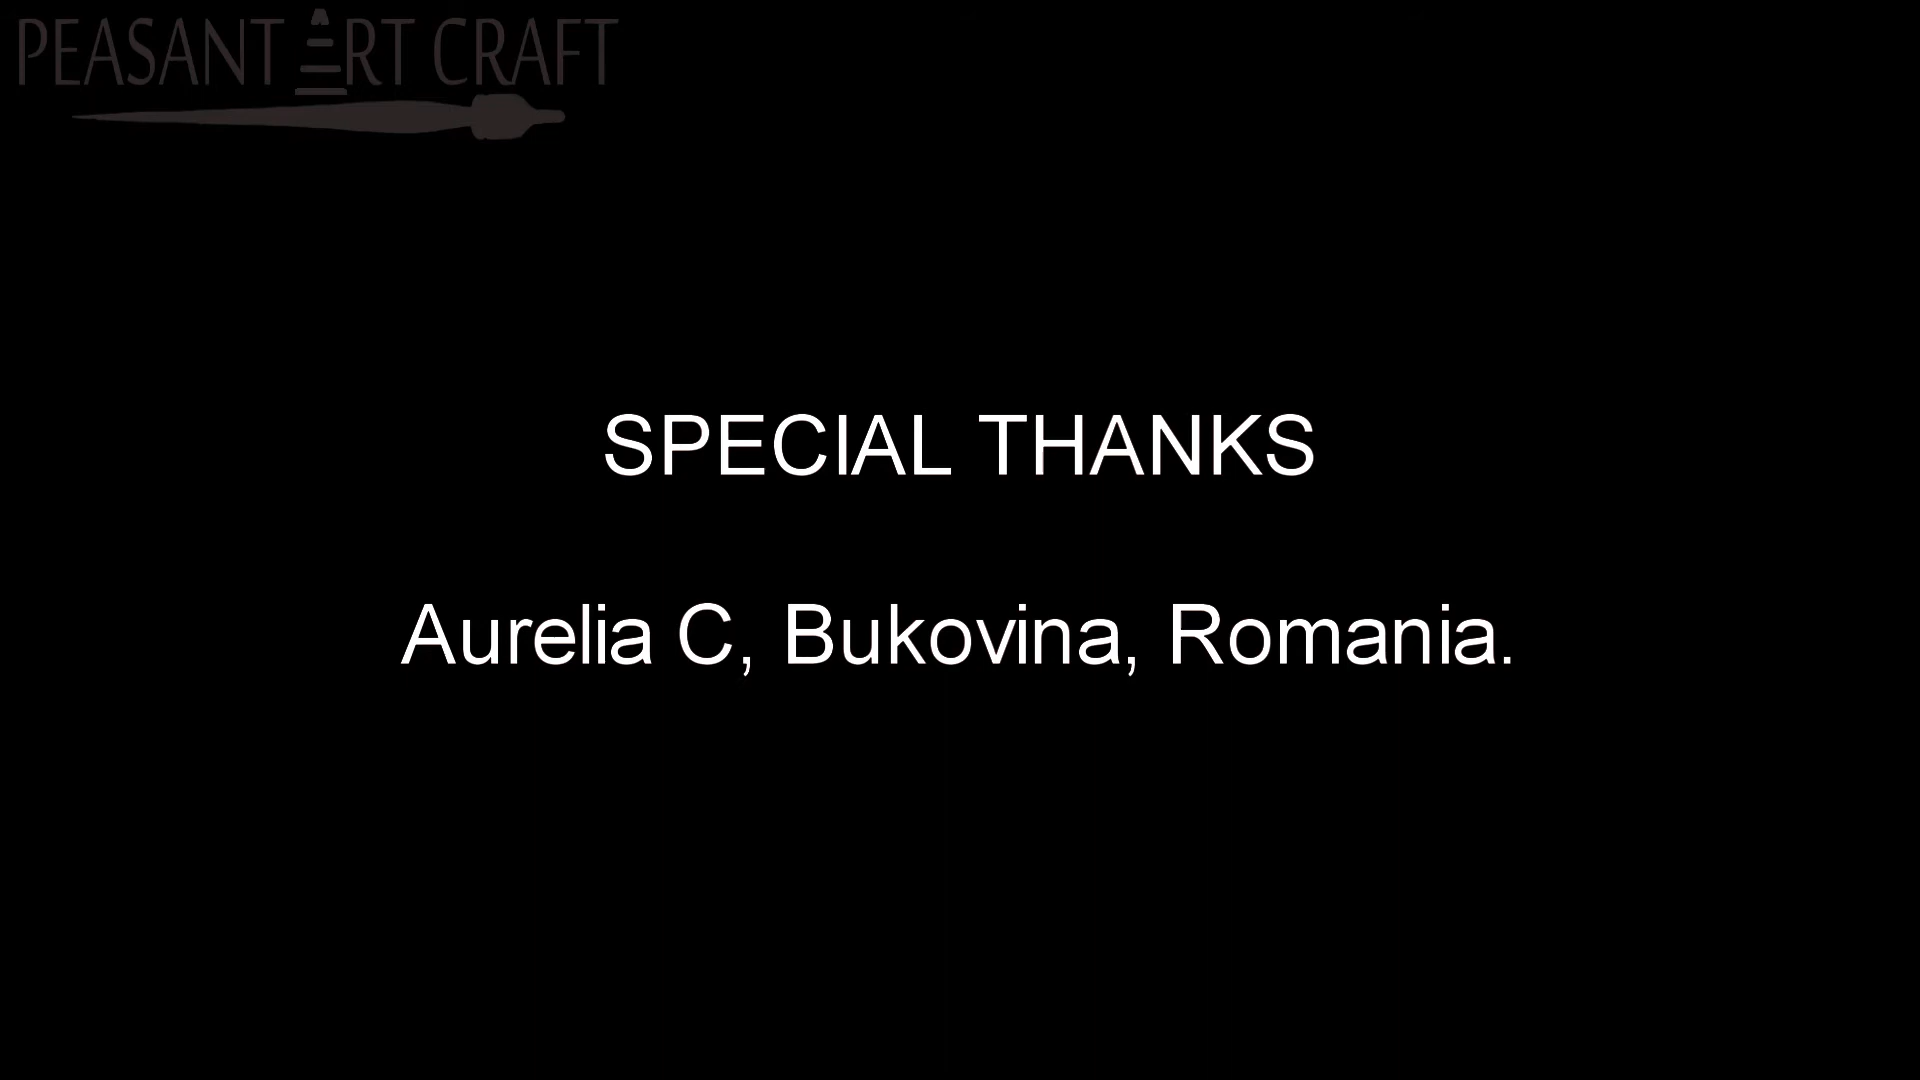 PEASANT ART CRAFT
SPECIAL THANKS
Aurelia C, Bukovina, Romania.